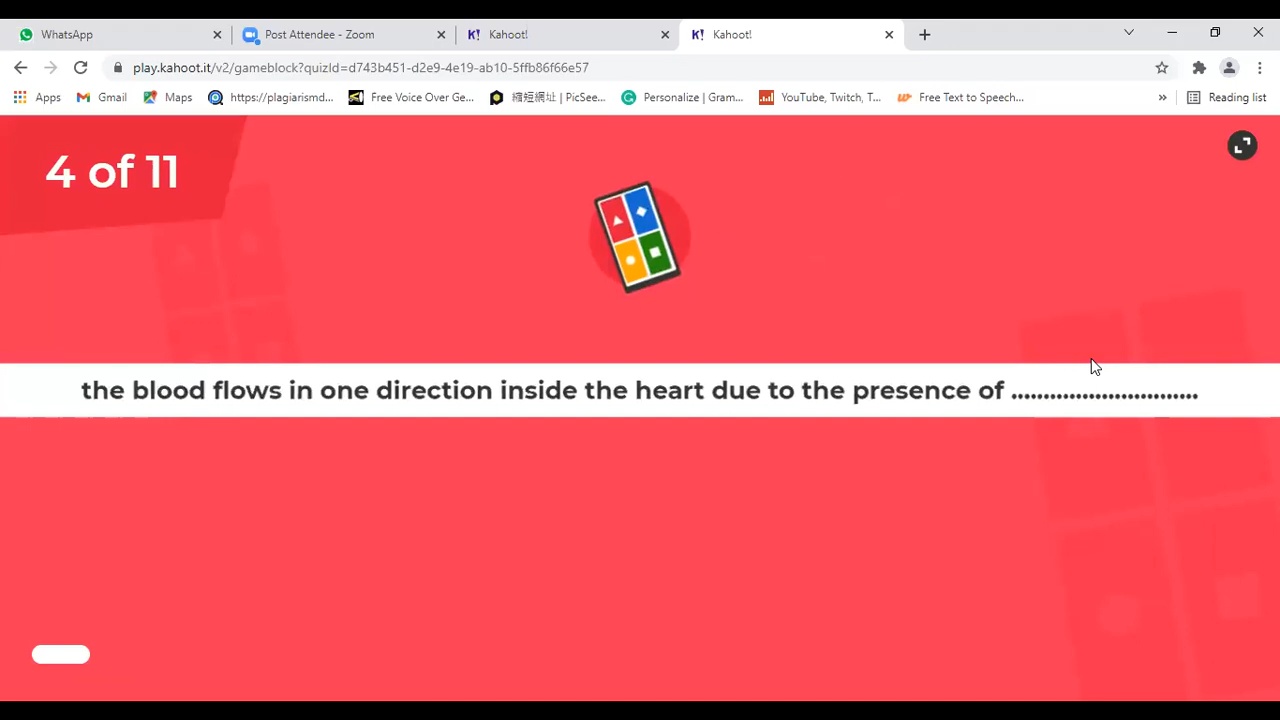 WhatsApp
Post Attendee - Zoom
K! Kahoot!
K! Kahoot!
play.kahoot.it/v2/gameblock?quizId=d743b451-d2e9-4e19-ab10-5ffb86f66e57
Apps
Gmail
Maps
https://plagiarismd...
Free Voice Over Ge...
縮短網址 | PicSee...
Personalize | Gram...
YouTube, Twitch, T...
Free Text to Speech...
»
Reading list
4 of 11
the blood flows in one direction inside the heart due to the presence of .............................